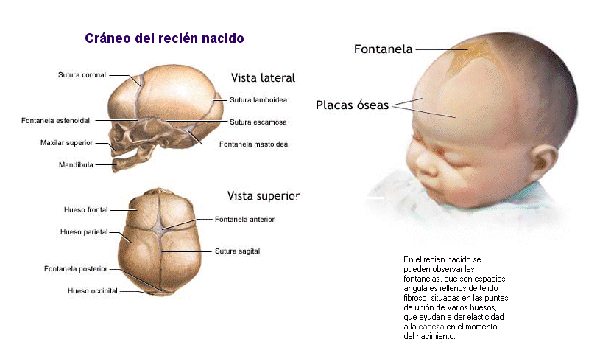 Cráneo del recién nacido
Vista lateral
Sutura coronal
Sutura lamboidea
Fontanela esfenoidal
Sutura escamosa
Maxilar superior
Fontanela mastoidea
Mandíbula
Vista superior
Hueso frontal
Fontanela anterior
Hueso parietal
Sutura sagital
Fontanela posterior
Hueso occipital
Fontanela
Placas óseas
En el recién nacido se
pueden observar las
fontanelas, que son espacios
angulares rellenos de tejido
fibroso, situadas en los puntos
de unión de varios huesos,
que ayudan a dar elasticidad
a la cabeza en el momento
del nacimiento.